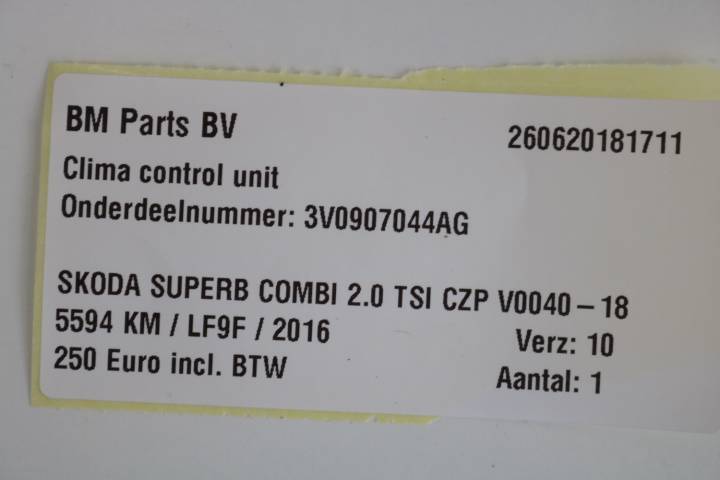 BM Parts BV 260620181711
Clima control unit
Onderdeelnummer: 3V0907044AG
SKODA SUPERB COMBI 2.0 TSI CZP V0040-18
5594 KM / LF9F / 2016 Verz: 10
250 Euro incl. BTW Aantal: 1